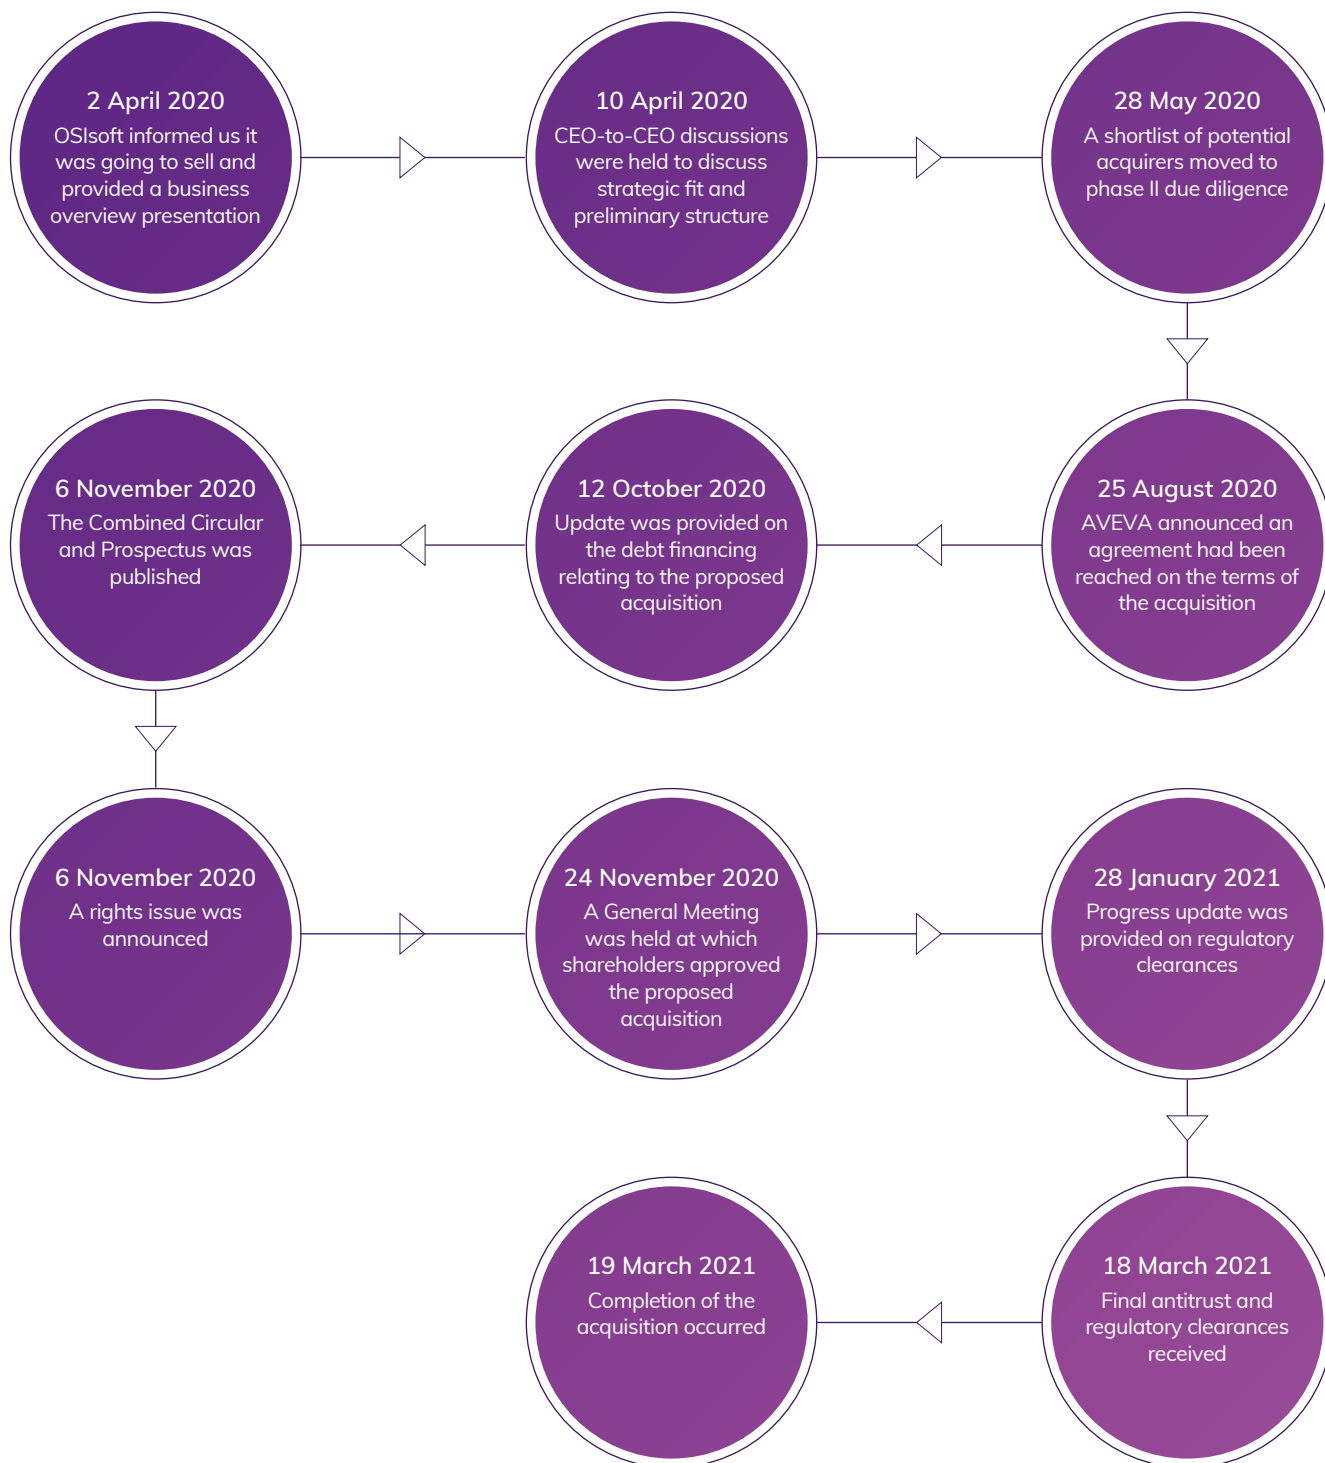 2 April 2020
OSIsoft informed us it
was going to sell and
provided a business
overview presentation
10 April 2020
CEO-to-CEO discussions
were held to discuss
strategic fit and
preliminary structure
28 May 2020
A shortlist of potential
acquirers moved to
phase II due diligence
25 August 2020
AVEVA announced an
agreement had been
reached on the terms of
the acquisition
12 October 2020
Update was provided on
the debt financing
relating to the proposed
acquisition
6 November 2020
The Combined Circular
and Prospectus was
published
6 November 2020
A rights issue was
announced
24 November 2020
A General Meeting
was held at which
shareholders approved
the proposed
acquisition
28 January 2021
Progress update was
provided on regulatory
clearances
18 March 2021
Final antitrust and
regulatory clearances
received
19 March 2021
Completion of the
acquisition occurred